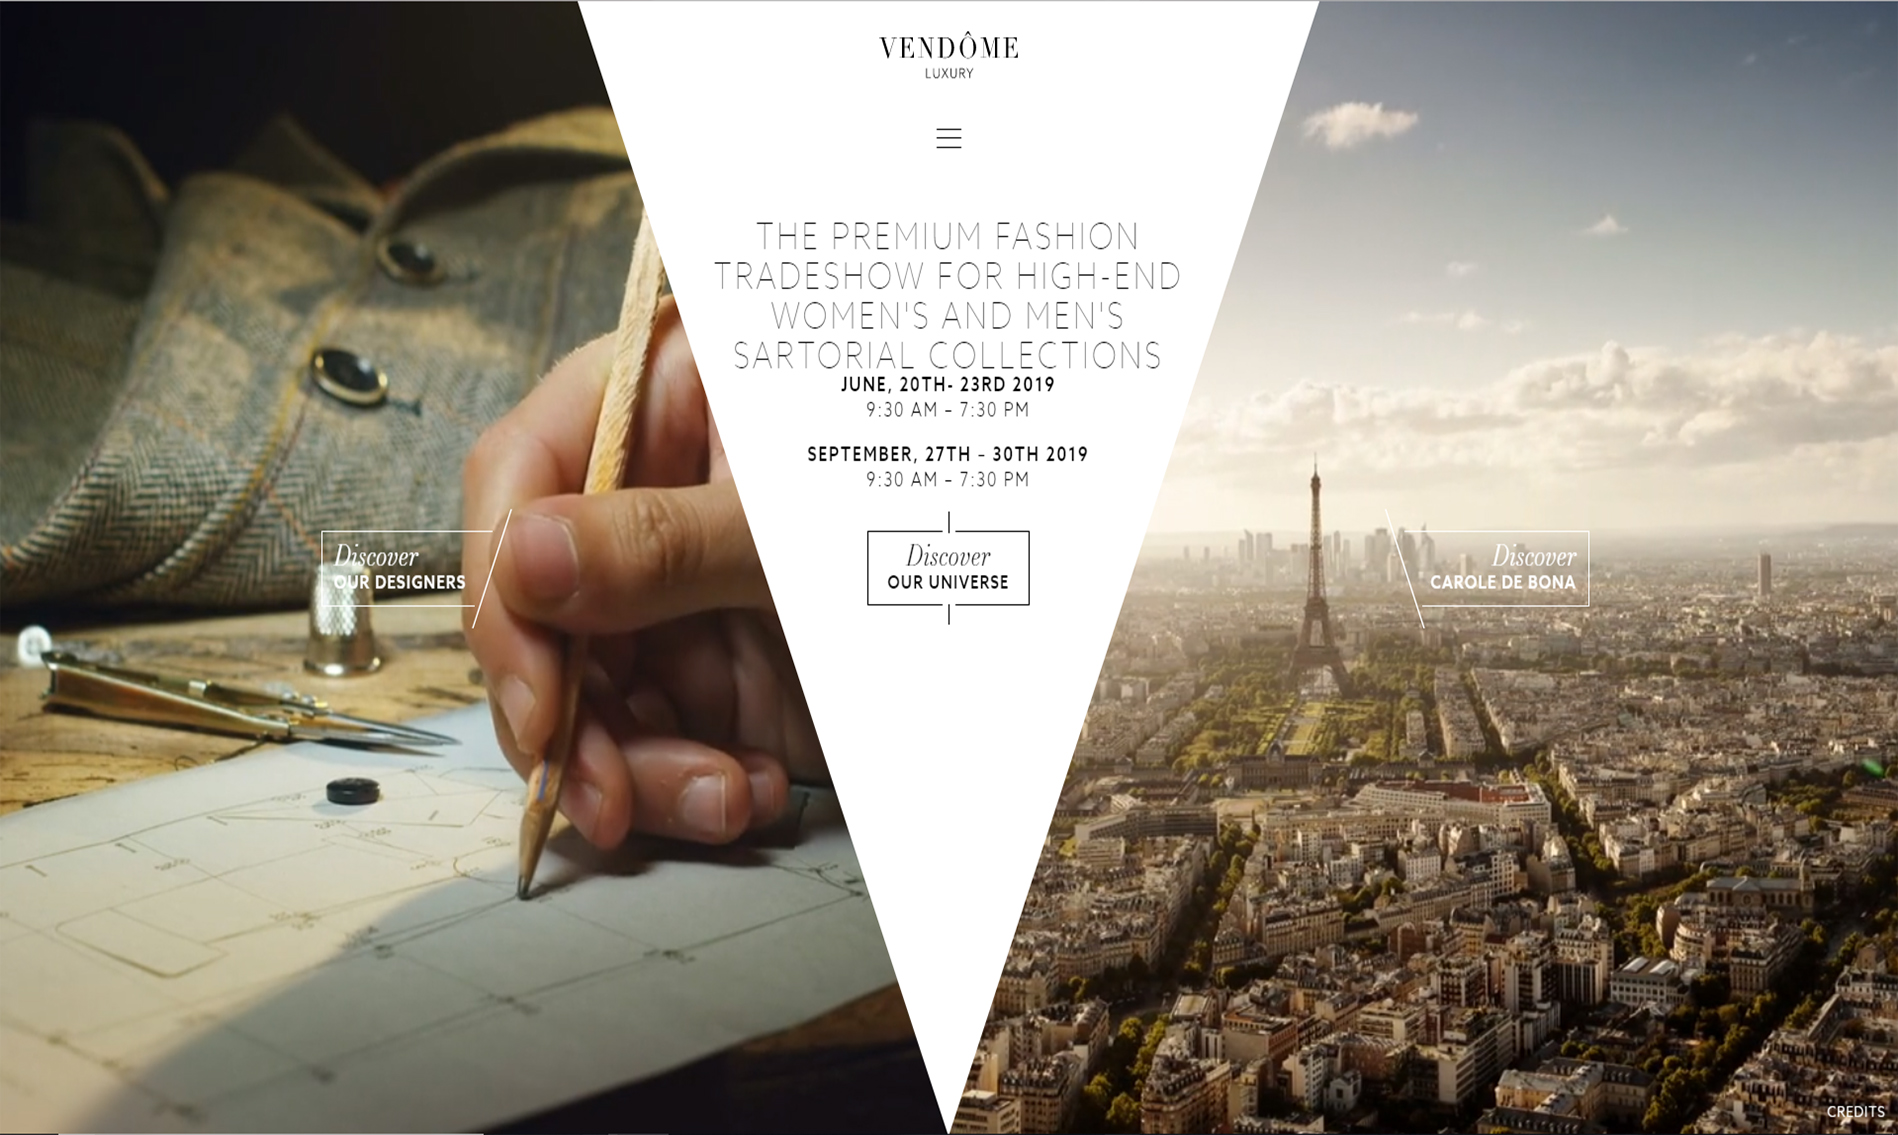 VENDÔME
LUXURY
THE PREMIUM FASHION
TRADESHOW FOR HIGH-END
WOMEN'S AND MEN'S
SARTORIAL COLLECTIONS
JUNE, 20TH- 23RD 2019
9:30 AM – 7:30 PM
SEPTEMBER, 27TH – 30TH 2019
9:30 AM – 7:30 PM
Discover
OUR DESIGNERS
Discover
OUR UNIVERSE
Discover
CAROLE DE BONA
CREDITS